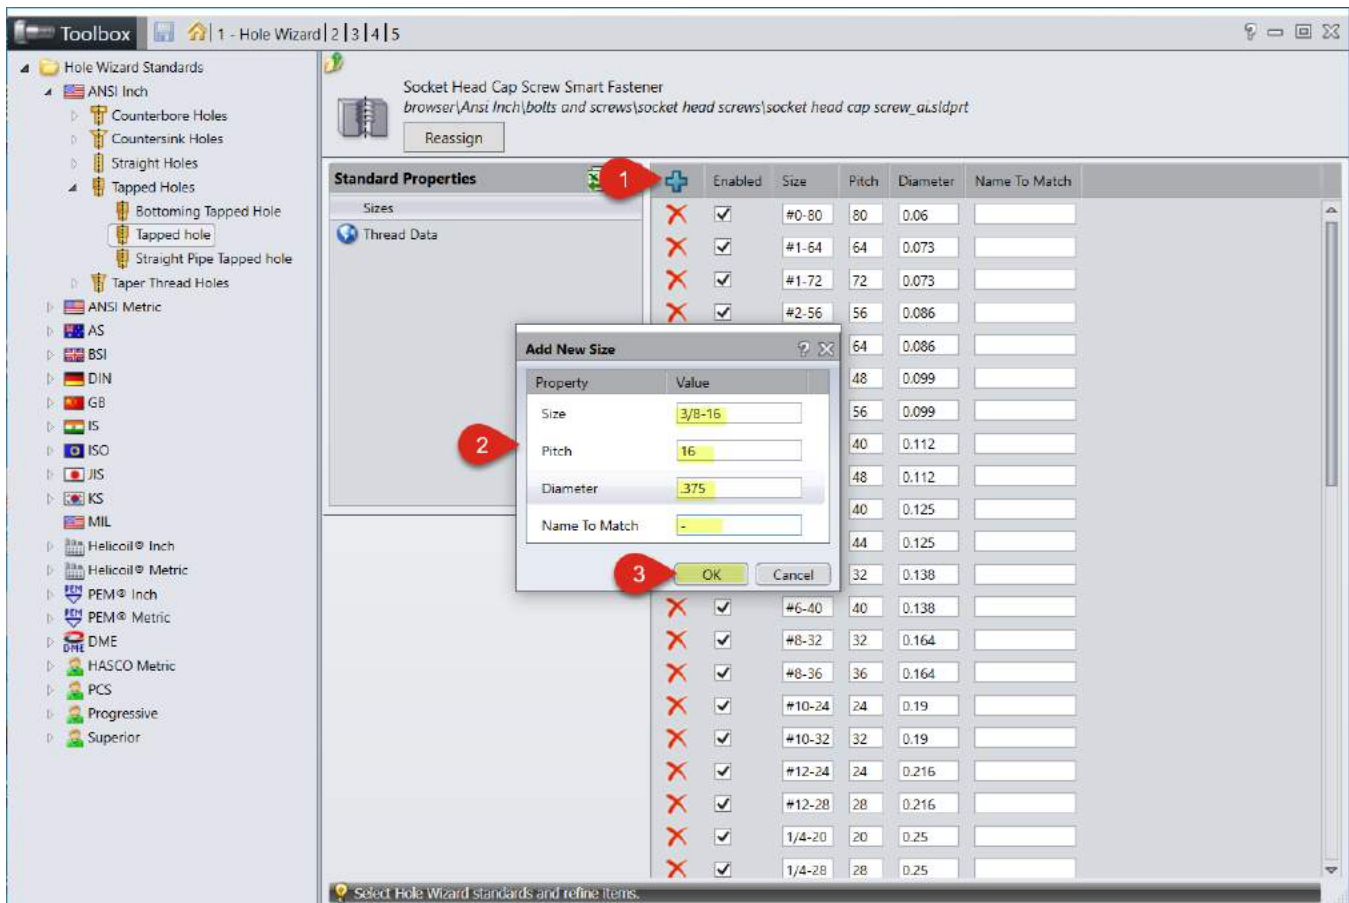 Toolbox 1 - Hole Wizard 2 3 4 5
Hole Wizard Standards
ANSI Inch
Counterbore Holes
Countersink Holes
Straight Holes
Tapped Holes
Bottoming Tapped Hole
Tapped hole
Straight Pipe Tapped hole
Taper Thread Holes
ANSI Metric
AS
BSI
DIN
GB
IS
ISO
JIS
KS
MIL
Helicoil® Inch
Helicoil® Metric
PEM® Inch
PEM® Metric
DME
HASCO Metric
PCS
Progressive
Superior
Socket Head Cap Screw Smart Fastener
browser\Ansi Inch\bolts and screws\socket head screws\socket head cap screw_ai.sldprt
Reassign
Standard Properties
Sizes
Thread Data
1
Enabled Size Pitch Diameter Name To Match
#0-80 80 0.06
#1-64 64 0.073
#1-72 72 0.073
#2-56 56 0.086
64 0.086
48 0.099
56 0.099
40 0.112
48 0.112
40 0.125
44 0.125
32 0.138
#6-40 40 0.138
#8-32 32 0.164
#8-36 36 0.164
#10-24 24 0.19
#10-32 32 0.19
#12-24 24 0.216
#12-28 28 0.216
1/4-20 20 0.25
1/4-28 28 0.25
Add New Size
Property Value
Size 3/8-16
2
Pitch 16
Diameter .375
Name To Match -
3
OK Cancel
Select Hole Wizard standards and refine items.